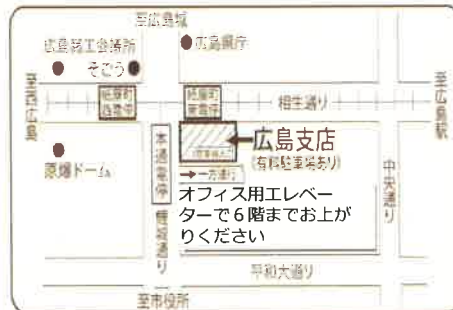 至広島城
広島商工会議所
広島県庁
そごう
至西広島
紙屋町西電停
紙屋町東電停
相生通り
至広島駅
原爆ドーム
本通電停
広島支店
(有料駐車場あり)
一方通行
中央通り
オフィス用エレベー
ターで6階までお上が
りください
鯉城通り
平和大通り
至市役所